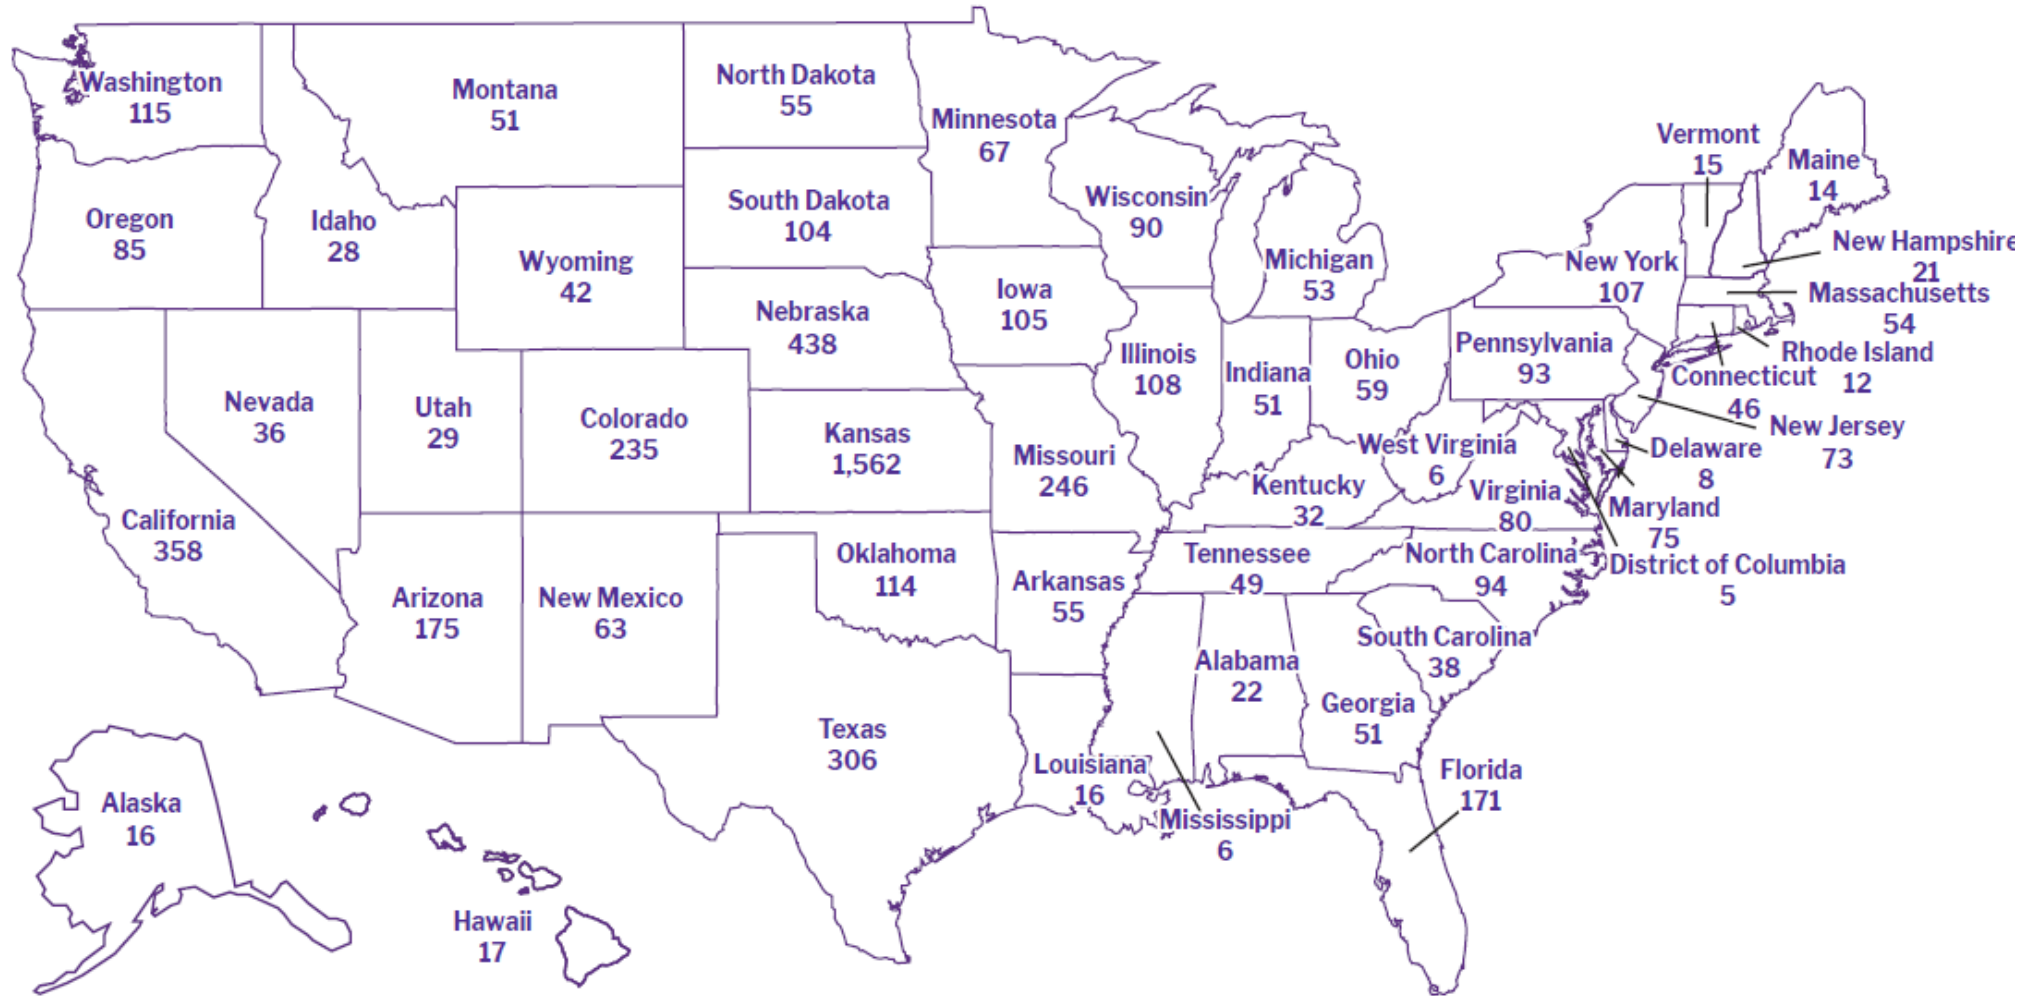 Washington
115
Montana
51
North Dakota
55
Minnesota
67
Vermont
15
Maine
14
Oregon
85
Idaho
28
Wyoming
42
South Dakota
104
Wisconsin
90
Michigan
53
New York
107
New Hampshire
21
Massachusetts
54
Rhode Island
12
Connecticut
46
New Jersey
73
Nebraska
438
Iowa
105
Illinois
108
Indiana
51
Ohio
59
Pennsylvania
93
Delaware
8
Maryland
75
District of Columbia
5
Nevada
36
Utah
29
Colorado
235
Kansas
1,562
Missouri
246
Kentucky
32
West Virginia
6
Virginia
80
California
358
Arizona
175
New Mexico
63
Oklahoma
114
Arkansas
55
Tennessee
49
North Carolina
94
South Carolina
38
Texas
306
Louisiana
16
Mississippi
6
Alabama
22
Georgia
51
Florida
171
Alaska
16
Hawaii
17